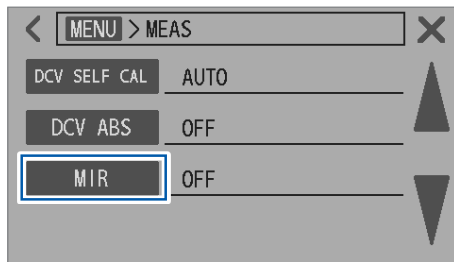 MENU > MEAS
DCV SELF CAL AUTO
DCV ABS OFF
MIR OFF